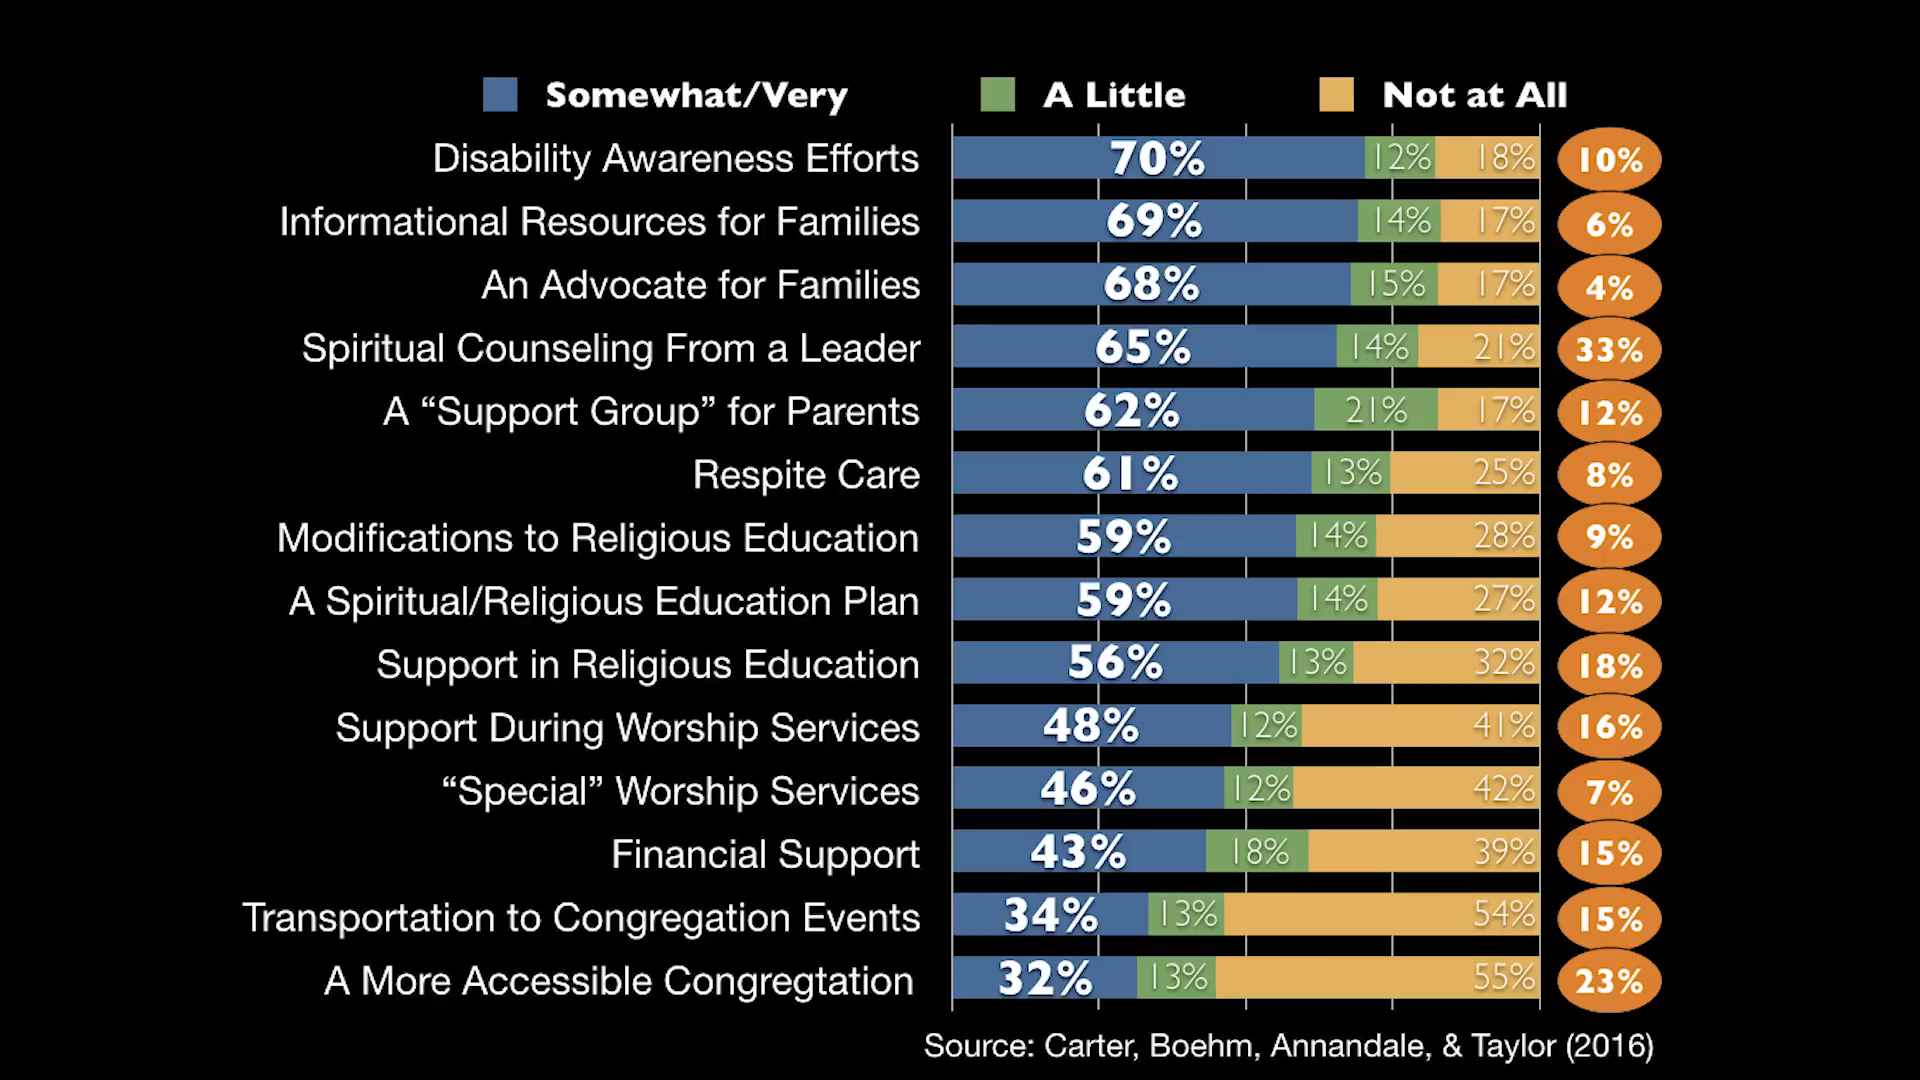 Somewhat/Very A Little Not at All
Disability Awareness Efforts 70% 12% 18% 10%
Informational Resources for Families 69% 14% 17% 6%
An Advocate for Families 68% 15% 17% 4%
Spiritual Counseling From a Leader 65% 14% 21% 33%
A “Support Group” for Parents 62% 21% 17% 12%
Respite Care 61% 13% 25% 8%
Modifications to Religious Education 59% 14% 28% 9%
A Spiritual/Religious Education Plan 59% 14% 27% 12%
Support in Religious Education 56% 13% 32% 18%
Support During Worship Services 48% 12% 41% 16%
“Special” Worship Services 46% 12% 42% 7%
Financial Support 43% 18% 39% 15%
Transportation to Congregation Events 34% 13% 54% 15%
A More Accessible Congregtation 32% 13% 55% 23%
Source: Carter, Boehm, Annandale, & Taylor (2016)